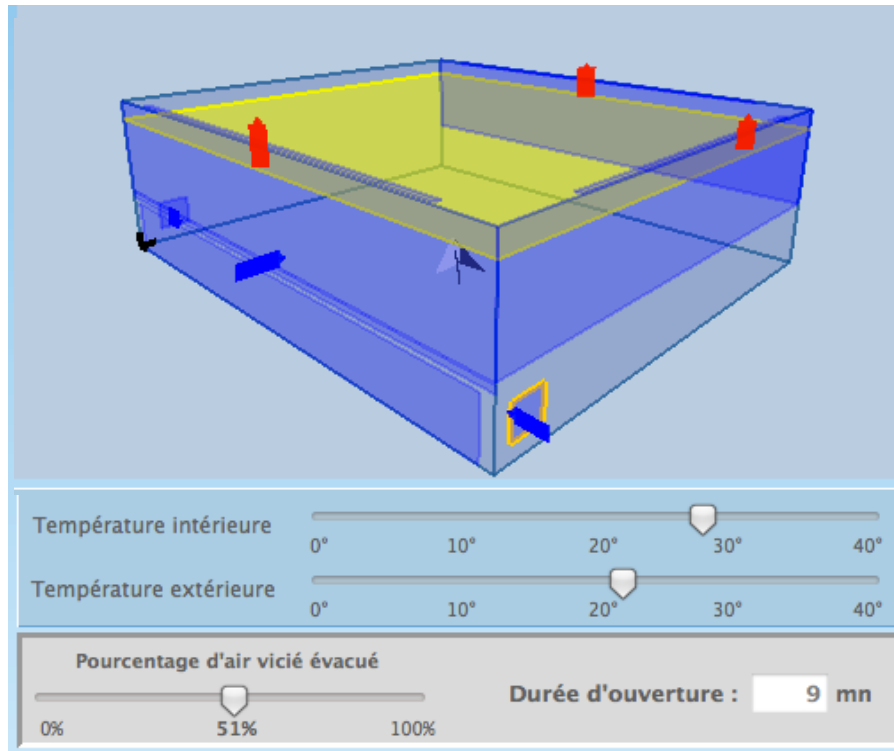 Température intérieure
0° 10° 20° 30° 40°
Température extérieure
0° 10° 20° 30° 40°
Pourcentage d'air vicié évacué
0% 51% 100%
Durée d'ouverture : 9 mn